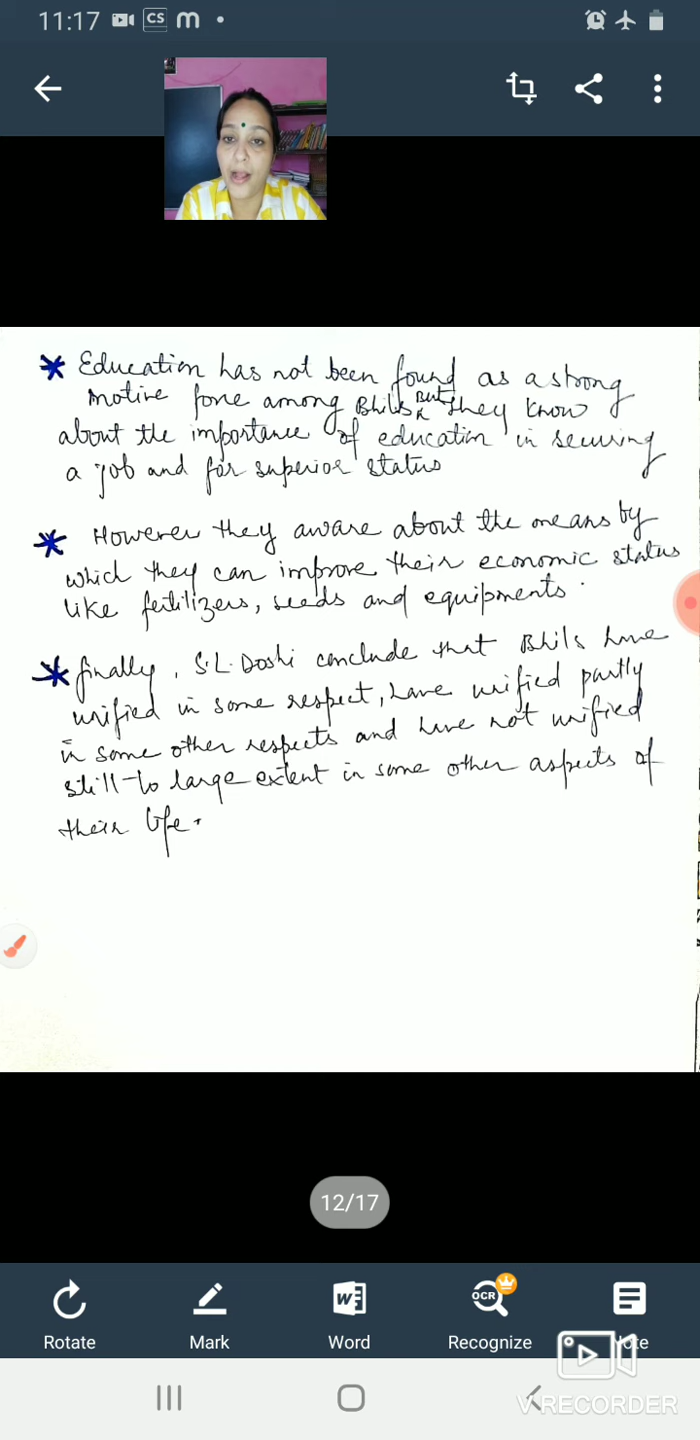 11:17 CS m
* Education has not been found as a strong
motive force among Bhils. But they know
about the importance of education in securing
a job and for superior status
* However they aware about the means by
which they can improve their economic status
like fertilizers, seeds and equipments.
* Finally, S.L. Doshi conclude that Bhils have
unified in some respect, have unified partly
in some other respects and have not unified
still to large extent in some other aspects of
their life.
12/17
OCR
Rotate Mark Word Recognize Note
V RECORDER